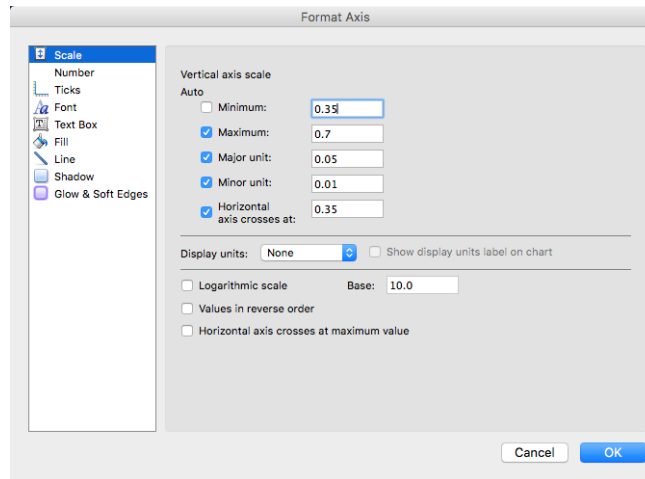 Format Axis
Scale
Number
Ticks
Font
Text Box
Fill
Line
Shadow
Glow & Soft Edges
Vertical axis scale
Auto
Minimum: 0.35
Maximum: 0.7
Major unit: 0.05
Minor unit: 0.01
Horizontal
axis crosses at: 0.35
Display units: None Show display units label on chart
Logarithmic scale Base: 10.0
Values in reverse order
Horizontal axis crosses at maximum value
Cancel OK